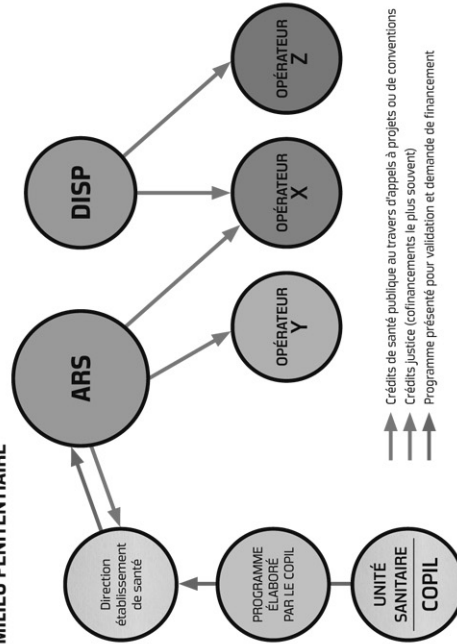 MILIEU PÉNITENTIAIRE
ARS
DISP
Direction
établissement
de santé
OPÉRATEUR
Y
OPÉRATEUR
X
OPÉRATEUR
Z
PROGRAMME
ÉLABORÉ
PAR LE COPIL
UNITÉ
SANITAIRE
COPIL
Crédits de santé publique au travers d'appels à projets ou de conventions
Crédits justice (cofinancements le plus souvent)
Programme présenté pour validation et demande de financement